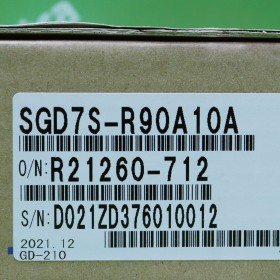 SGD7S-R90A10A
O/N: R21260-712
S/N: D021ZD376010012
2021.12
GD-210